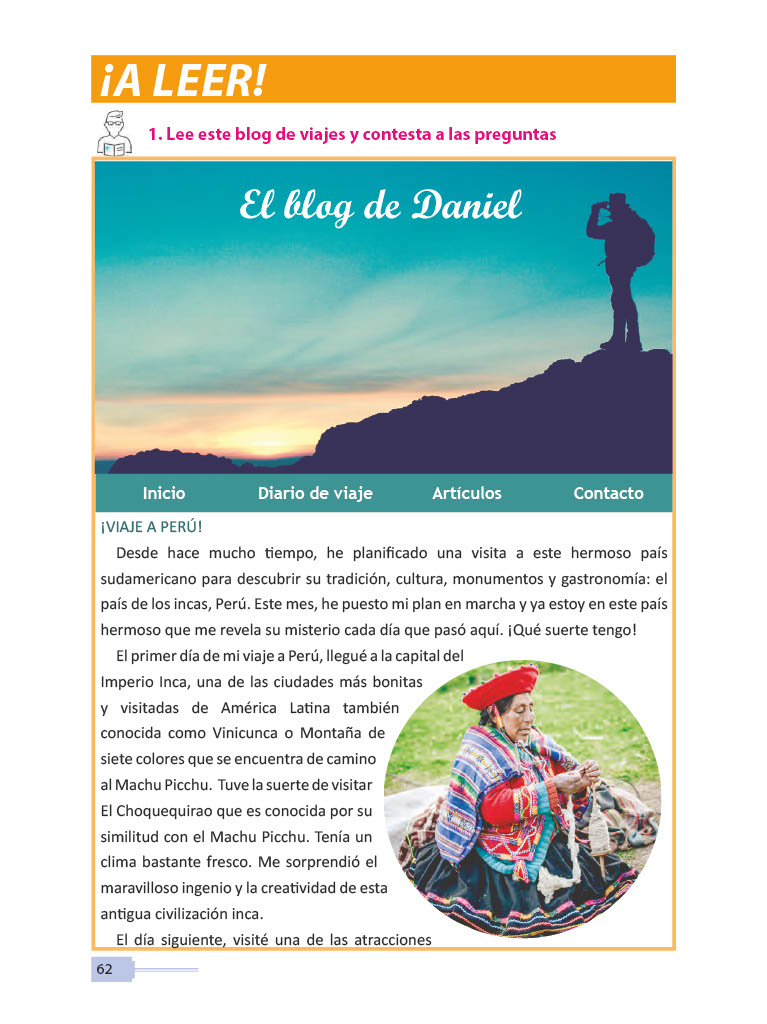 ¡A LEER!
1. Lee este blog de viajes y contesta a las preguntas
El blog de Daniel
Inicio Diario de viaje Artículos Contacto
¡VIAJE A PERÚ!
Desde hace mucho tiempo, he planificado una visita a este hermoso país
sudamericano para descubrir su tradición, cultura, monumentos y gastronomía: el
país de los incas, Perú. Este mes, he puesto mi plan en marcha y ya estoy en este país
hermoso que me revela su misterio cada día que pasó aquí. ¡Qué suerte tengo!
El primer día de mi viaje a Perú, llegué a la capital del
Imperio Inca, una de las ciudades más bonitas
y visitadas de América Latina también
conocida como Vinicunca o Montaña de
siete colores que se encuentra de camino
al Machu Picchu. Tuve la suerte de visitar
El Choquequirao que es conocida por su
similitud con el Machu Picchu. Tenía un
clima bastante fresco. Me sorprendió el
maravilloso ingenio y la creatividad de esta
antigua civilización inca.
El día siguiente, visité una de las atracciones
62